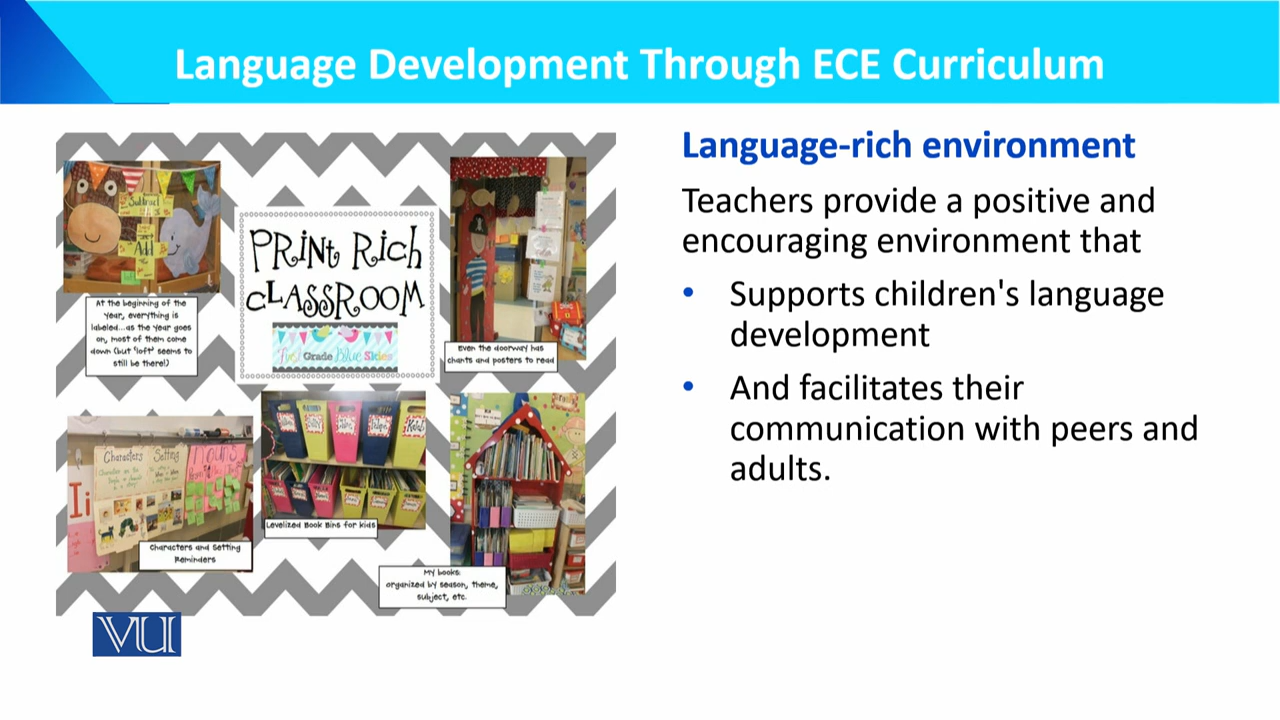 Language Development Through ECE Curriculum
Language-rich environment
Teachers provide a positive and
encouraging environment that
• Supports children's language
development
• And facilitates their
communication with peers and
adults.
PRiNt Rich
cLASSROOM
first Grade Blue Skies
Subtract
Add
At the beginning of the
year, everything is
labeled...as the year goes
on, most of them come
down (but "loft" seems to
still be there!)
Even the doorway has
chants and posters to read
Characters Setting
Nouns
Ii
Characters and Setting
Reminders
Levelized Book Bins for kids
My books:
organized by season, theme,
subject, etc.
VU